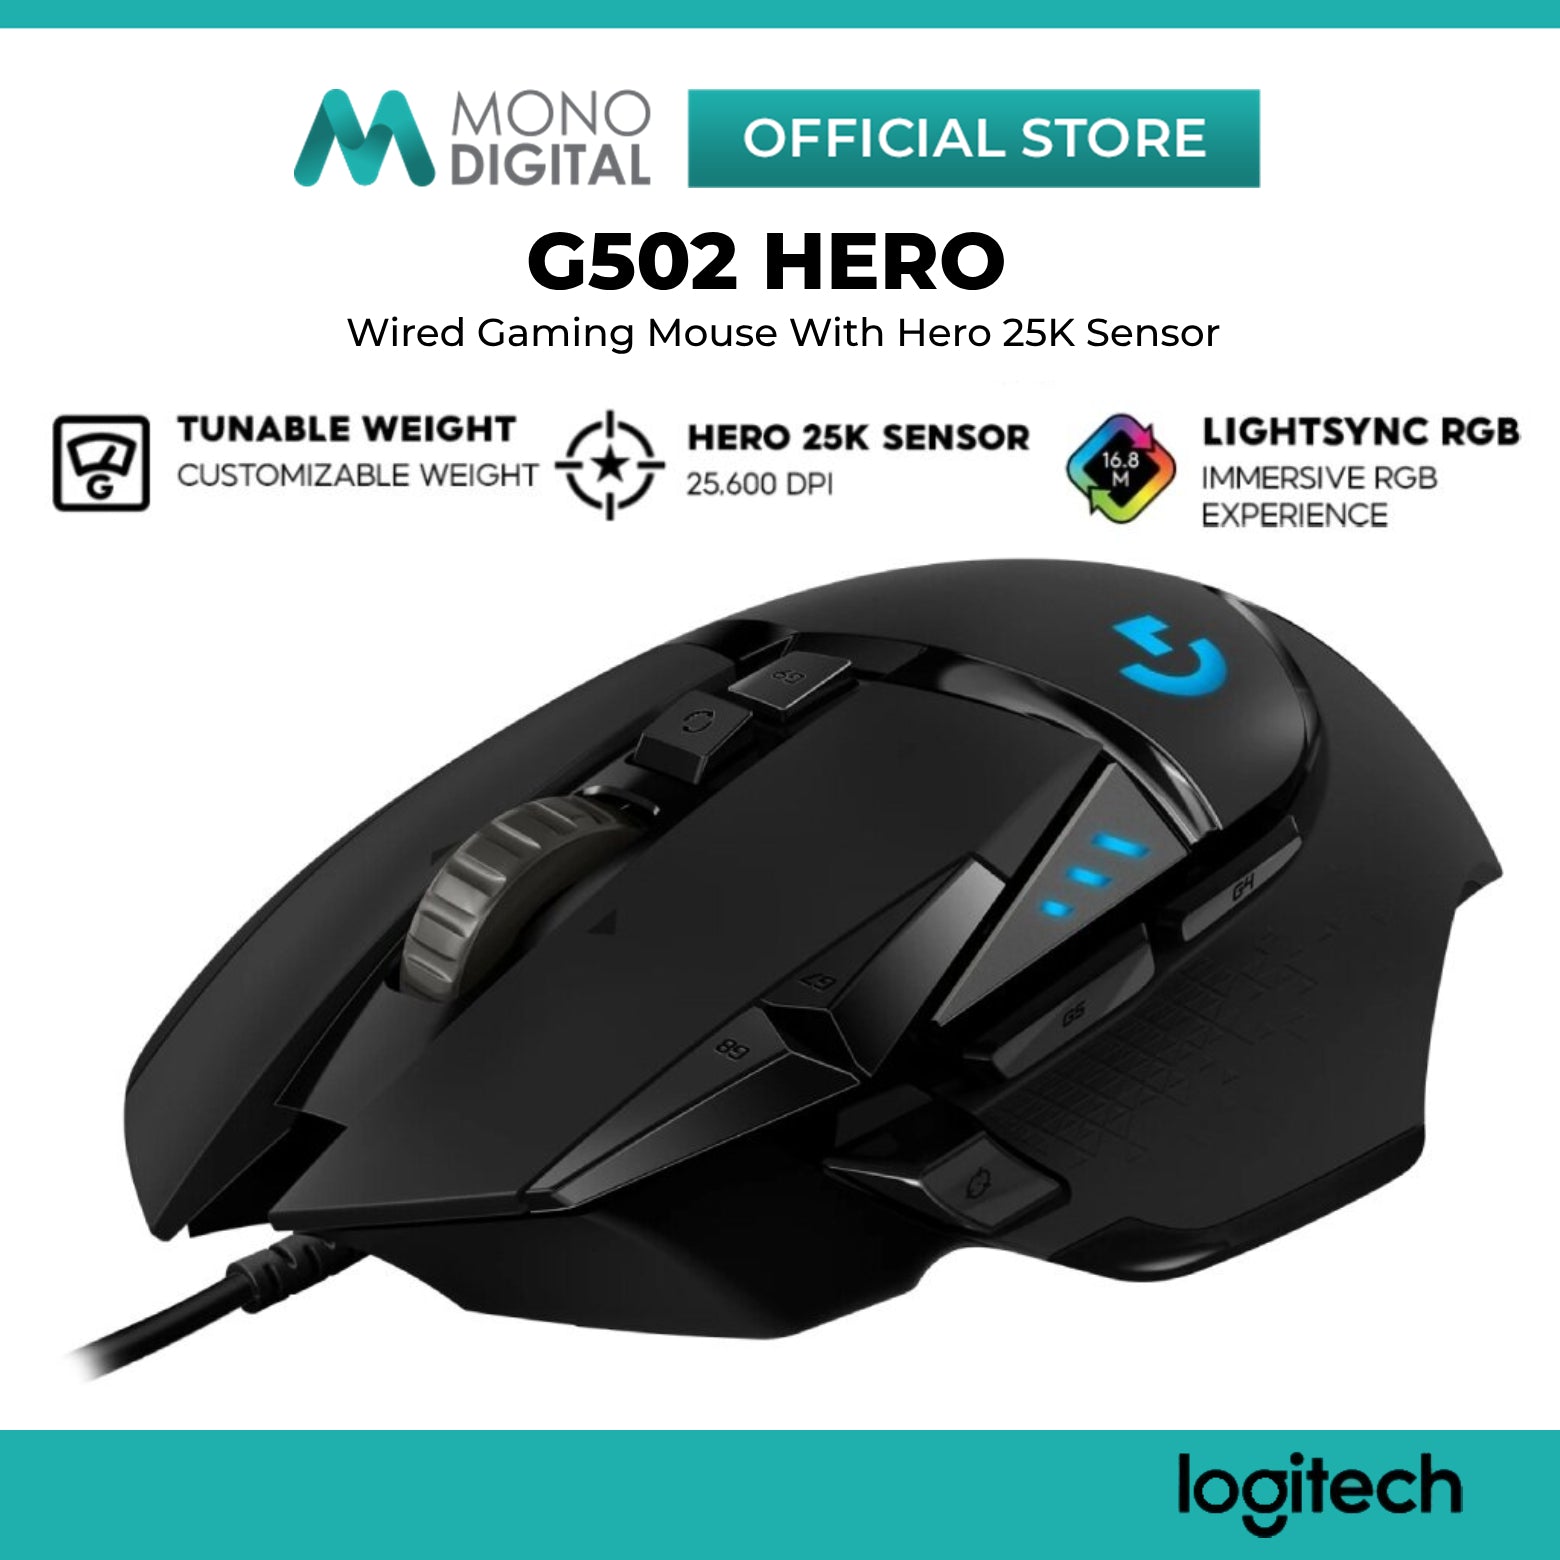 MONO
DIGITAL
OFFICIAL STORE
G502 HERO
Wired Gaming Mouse With Hero 25K Sensor
G
TUNABLE WEIGHT
CUSTOMIZABLE WEIGHT
HERO 25K SENSOR
25.600 DPI
16.8
M
LIGHTSYNC RGB
IMMERSIVE RGB
EXPERIENCE
G9
G4
G7
G5
G8
logitech